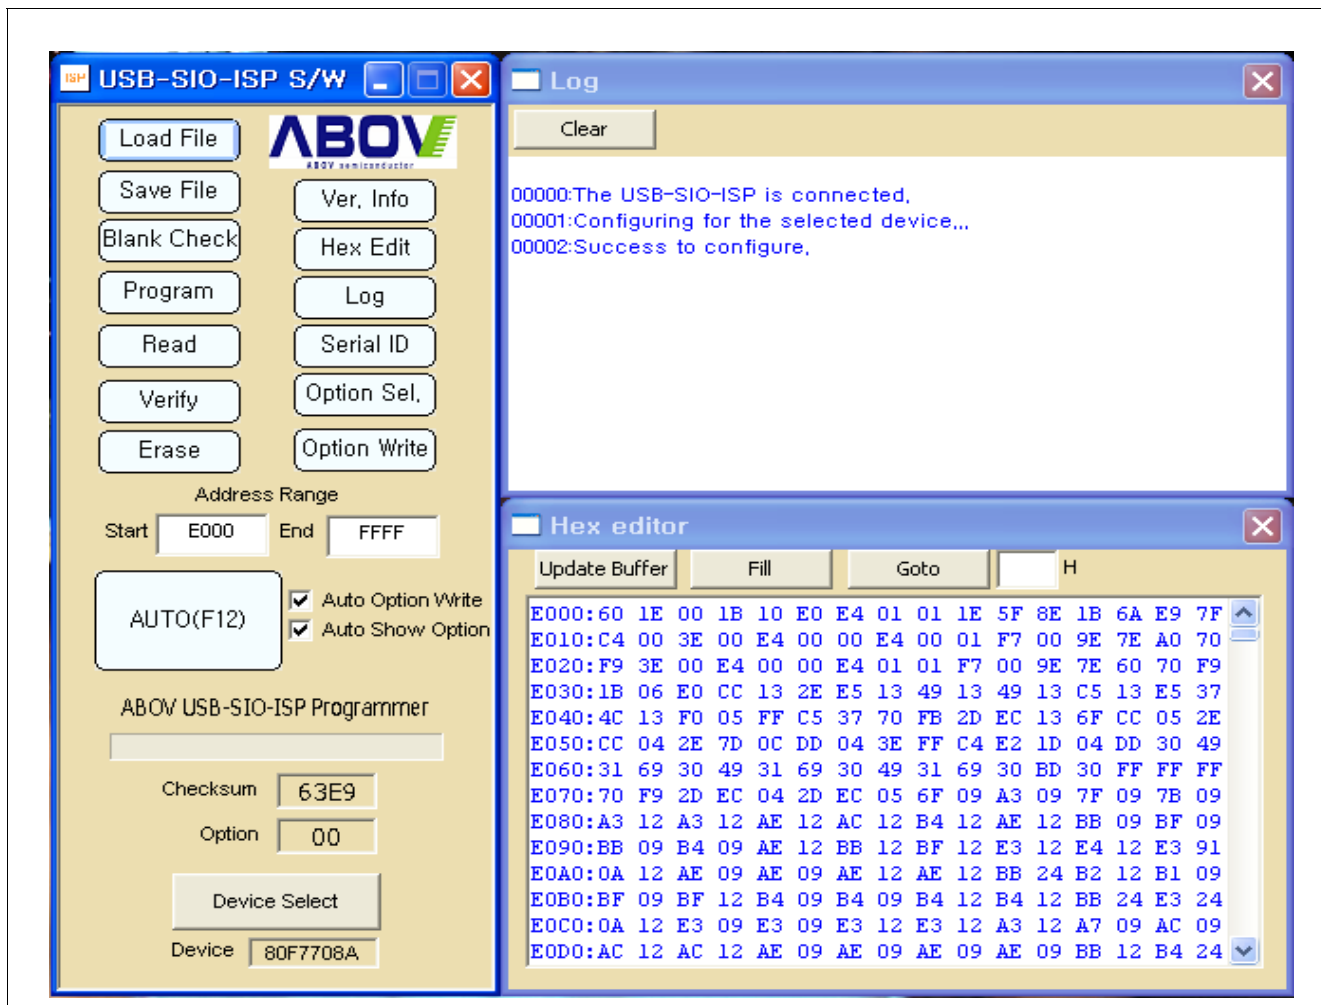 ISP USB-SIO-ISP S/W
Load File
ABOV
ABOV semiconductor
Save File
Ver, Info
Blank Check
Hex Edit
Program
Log
Read
Serial ID
Verify
Option Sel,
Erase
Option Write
Address Range
Start E000 End FFFF
AUTO(F12)
Auto Option Write
Auto Show Option
ABOV USB-SIO-ISP Programmer
Checksum 63E9
Option 00
Device Select
Device 80F7708A
Log
Clear
00000:The USB-SIO-ISP is connected,
00001:Configuring for the selected device,,,
00002:Success to configure,
Hex editor
Update Buffer Fill Goto H
E000:60 1E 00 1B 10 E0 E4 01 01 1E 5F 8E 1B 6A E9 7F
E010:C4 00 3E 00 E4 00 00 E4 00 01 F7 00 9E 7E A0 70
E020:F9 3E 00 E4 00 00 E4 01 01 F7 00 9E 7E 60 70 F9
E030:1B 06 E0 CC 13 2E E5 13 49 13 49 13 C5 13 E5 37
E040:4C 13 F0 05 FF C5 37 70 FB 2D EC 13 6F CC 05 2E
E050:CC 04 2E 7D 0C DD 04 3E FF C4 E2 1D 04 DD 30 49
E060:31 69 30 49 31 69 30 49 31 69 30 BD 30 FF FF FF
E070:70 F9 2D EC 04 2D EC 05 6F 09 A3 09 7F 09 7B 09
E080:A3 12 A3 12 AE 12 AC 12 B4 12 AE 12 BB 09 BF 09
E090:BB 09 B4 09 AE 12 BB 12 BF 12 E3 12 E4 12 E3 91
E0A0:0A 12 AE 09 AE 09 AE 12 AE 12 BB 24 B2 12 B1 09
E0B0:BF 09 BF 12 B4 09 B4 09 B4 12 B4 12 BB 24 E3 24
E0C0:0A 12 E3 09 E3 09 E3 12 E3 12 A3 12 A7 09 AC 09
E0D0:AC 12 AC 12 AE 09 AE 09 AE 09 AE 09 BB 12 B4 24